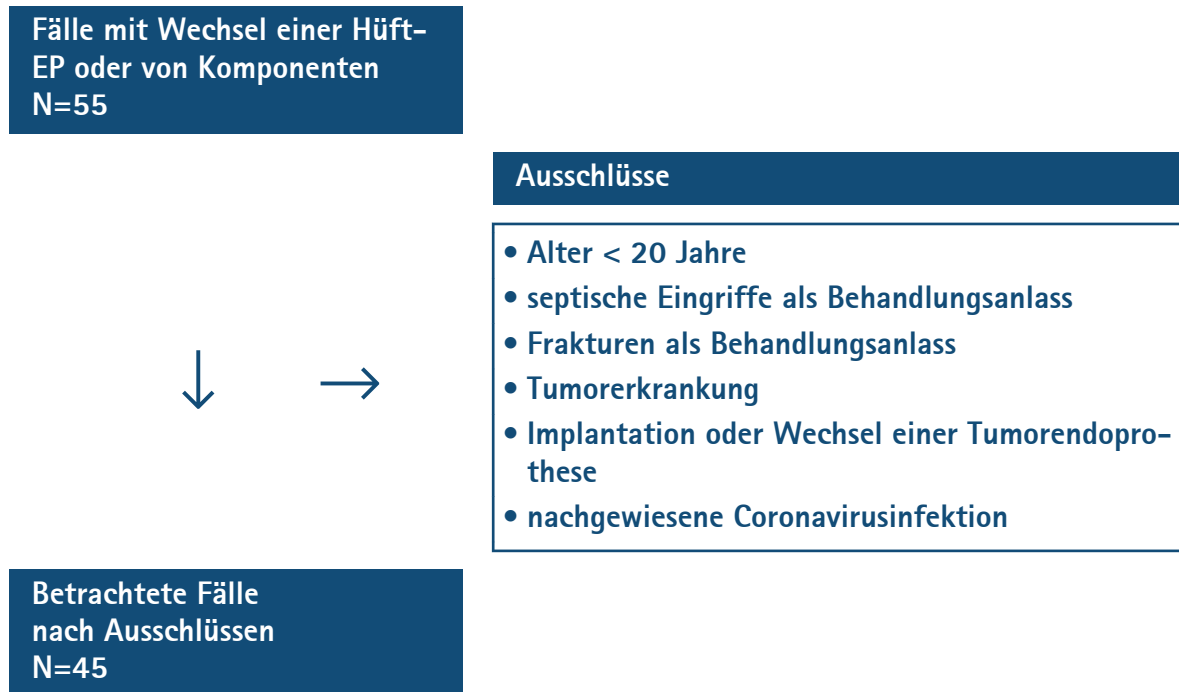 Fälle mit Wechsel einer Hüft-
EP oder von Komponenten
N=55
Ausschlüsse
• Alter < 20 Jahre
• septische Eingriffe als Behandlungsanlass
• Frakturen als Behandlungsanlass
• Tumorerkrankung
• Implantation oder Wechsel einer Tumorendopro-
these
• nachgewiesene Coronavirusinfektion
Betrachtete Fälle
nach Ausschlüssen
N=45